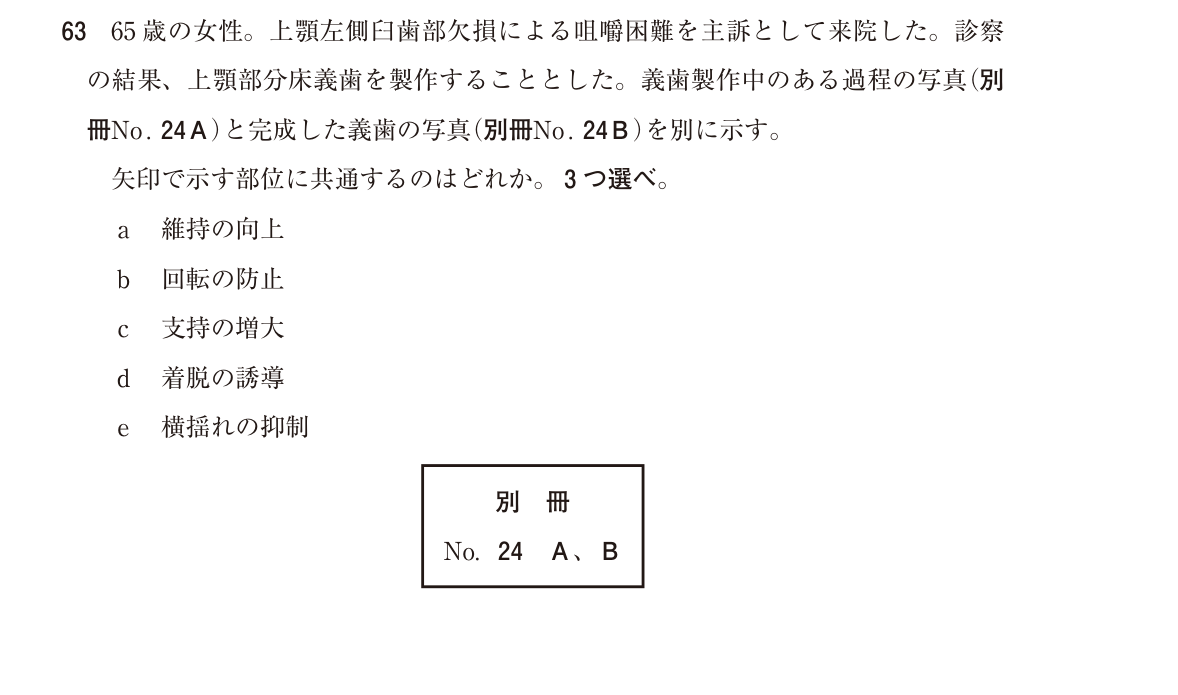 63 65歳の女性。上顎左側臼歯部欠損による咀嚼困難を主訴として来院した。診察
の結果、上顎部分床義歯を製作することとした。義歯製作中のある過程の写真(別
冊No. 24A)と完成した義歯の写真(別冊No. 24B)を別に示す。
矢印で示す部位に共通するのはどれか。3つ選べ。
a 維持の向上
b 回転の防止
c 支持の増大
d 着脱の誘導
e 横揺れの抑制
別 冊
No. 24 A、B